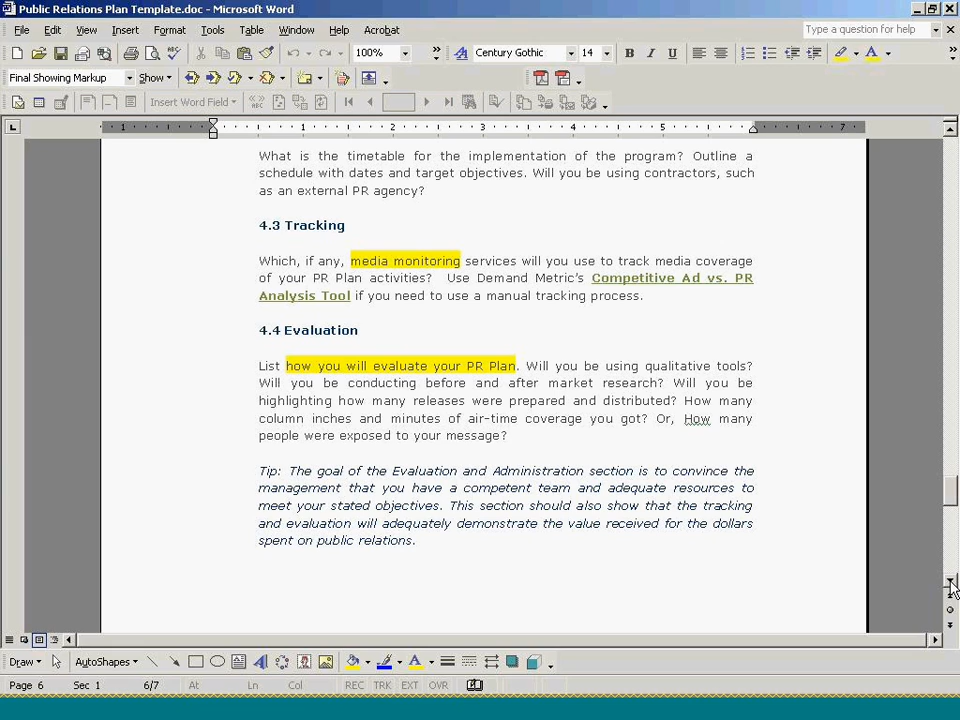 Public Relations Plan Template.doc - Microsoft Word
File Edit View Insert Format Tools Table Window Help Acrobat
Type a question for help
100% Century Gothic 14 B I U
Final Showing Markup Show
Insert Word Field
1 1 2 3 4 5 7
What is the timetable for the implementation of the program? Outline a
schedule with dates and target objectives. Will you be using contractors, such
as an external PR agency?
4.3 Tracking
Which, if any, media monitoring services will you use to track media coverage
of your PR Plan activities? Use Demand Metric's Competitive Ad vs. PR
Analysis Tool if you need to use a manual tracking process.
4.4 Evaluation
List how you will evaluate your PR Plan. Will you be using qualitative tools?
Will you be conducting before and after market research? Will you be
highlighting how many releases were prepared and distributed? How many
column inches and minutes of air-time coverage you got? Or, How many
people were exposed to your message?
Tip: The goal of the Evaluation and Administration section is to convince the
management that you have a competent team and adequate resources to
meet your stated objectives. This section should also show that the tracking
and evaluation will adequately demonstrate the value received for the dollars
spent on public relations.
Draw AutoShapes
Page 6 Sec 1 6/7 At Ln Col REC TRK EXT OVR